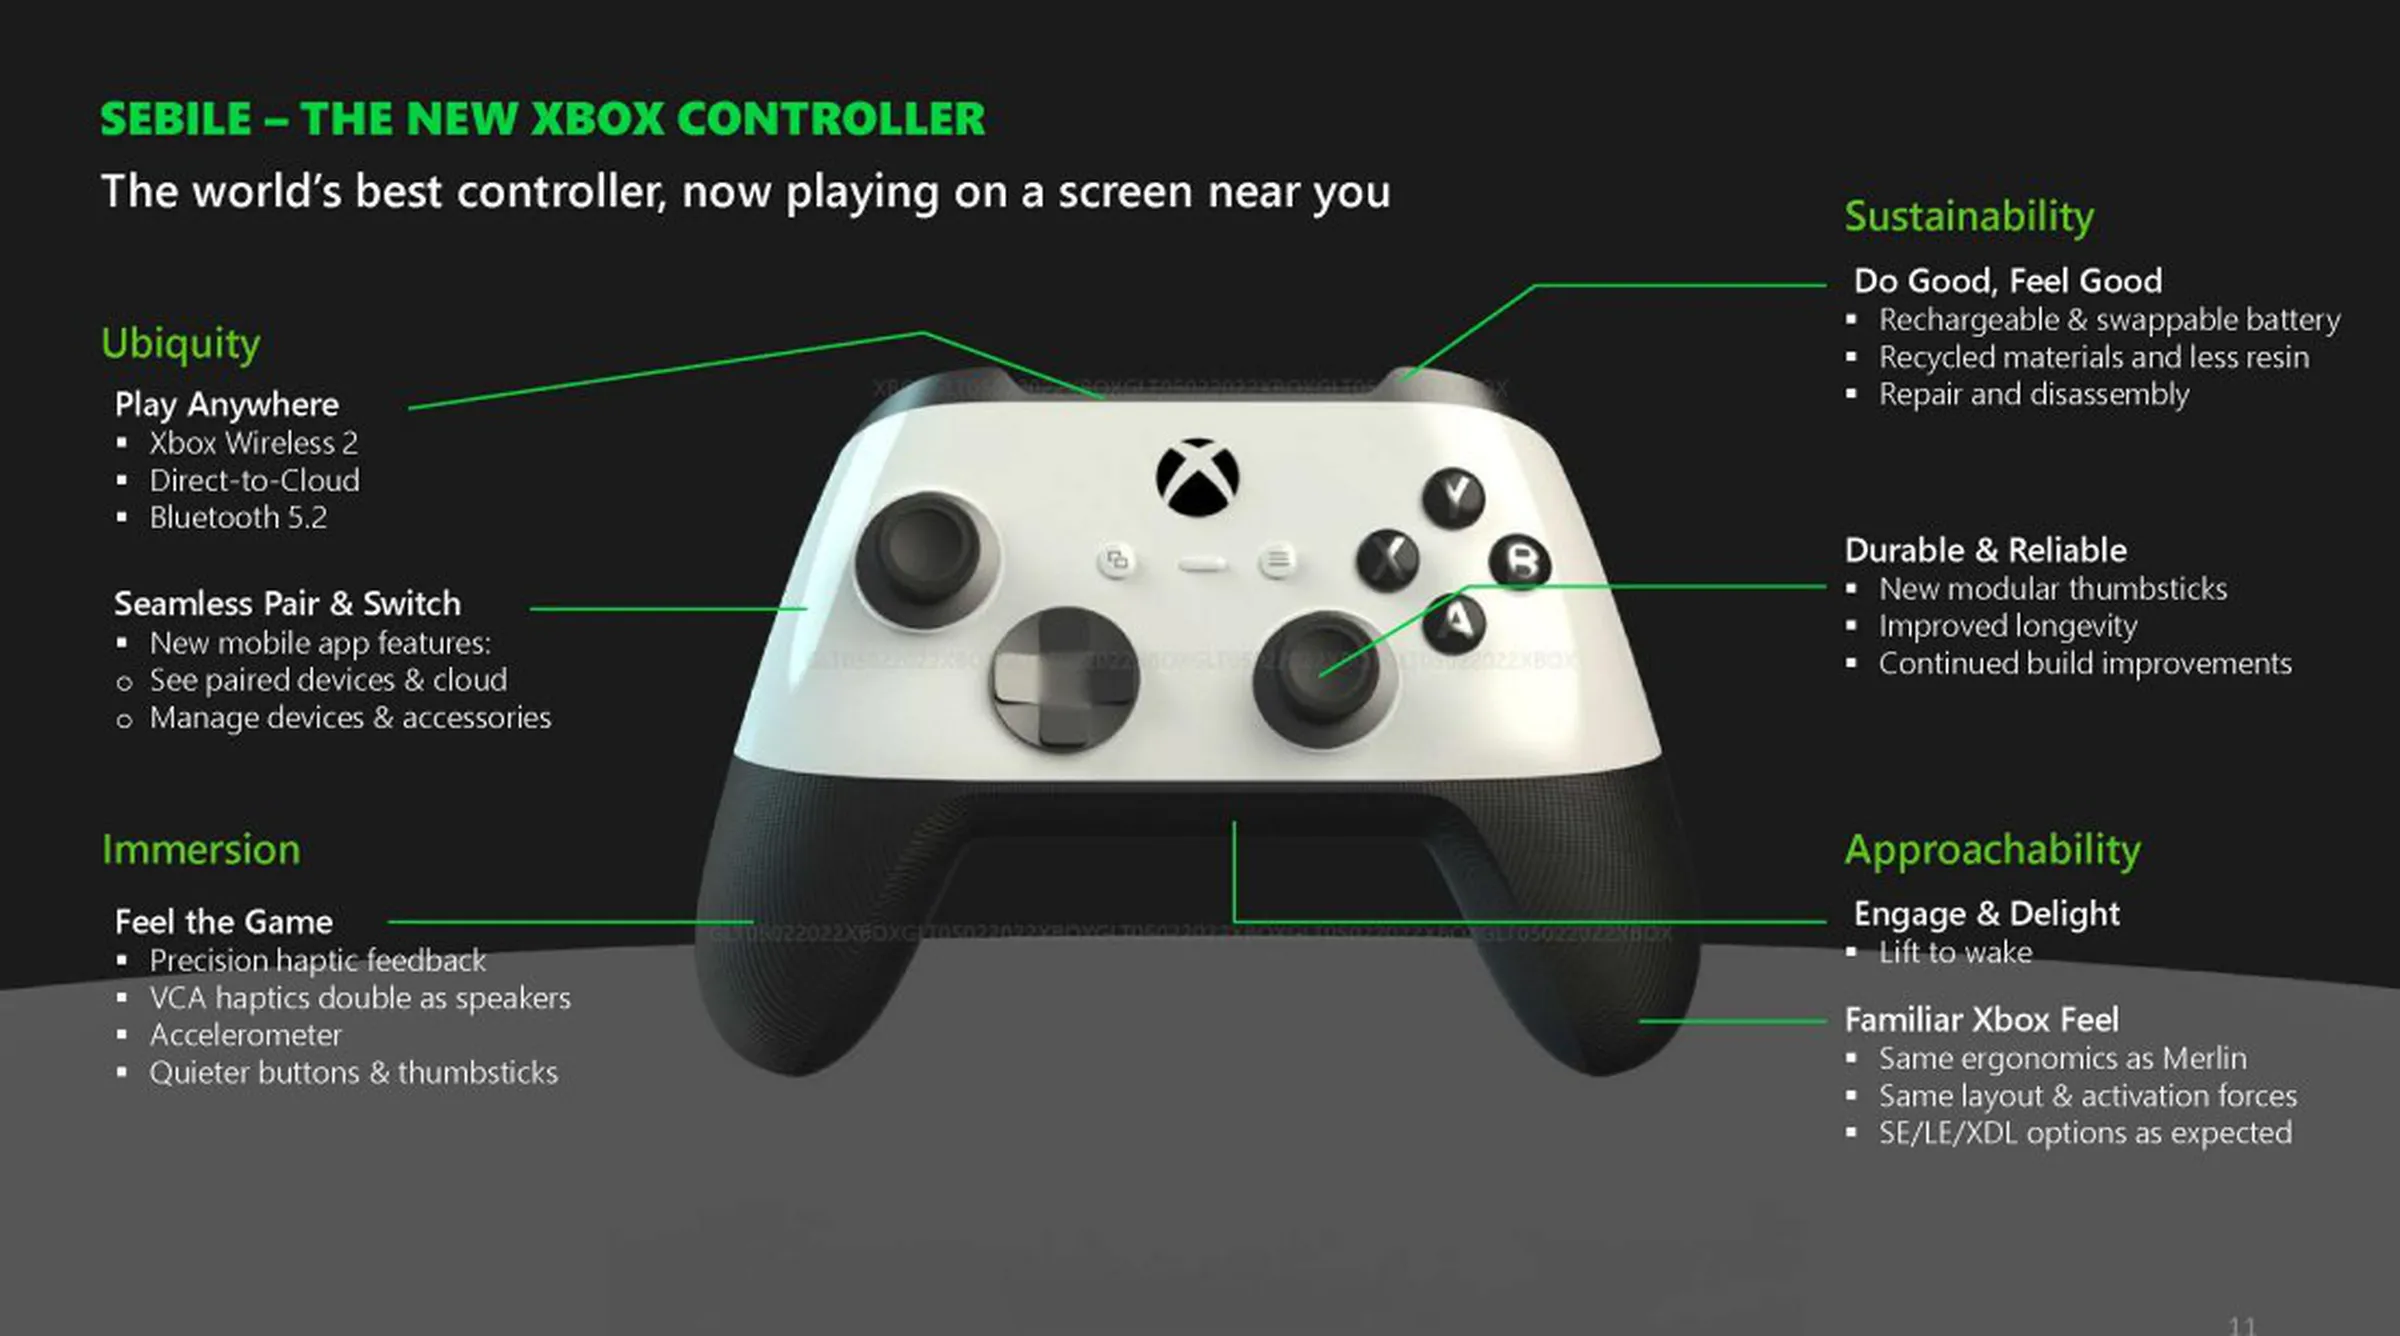 SEBILE – THE NEW XBOX CONTROLLER
The world's best controller, now playing on a screen near you
Ubiquity
Play Anywhere
▪ Xbox Wireless 2
▪ Direct-to-Cloud
▪ Bluetooth 5.2
Seamless Pair & Switch
▪ New mobile app features:
o See paired devices & cloud
o Manage devices & accessories
Immersion
Feel the Game
▪ Precision haptic feedback
▪ VCA haptics double as speakers
▪ Accelerometer
▪ Quieter buttons & thumbsticks
Y
X
B
A
GLT05022022XBOXGLT05022022XBOXGLT05022022XBOXGLT05022022XBOXGLT05022022XBOX
Sustainability
Do Good, Feel Good
▪ Rechargeable & swappable battery
▪ Recycled materials and less resin
▪ Repair and disassembly
Durable & Reliable
▪ New modular thumbsticks
▪ Improved longevity
▪ Continued build improvements
Approachability
Engage & Delight
▪ Lift to wake
Familiar Xbox Feel
▪ Same ergonomics as Merlin
▪ Same layout & activation forces
▪ SE/LE/XDL options as expected
11